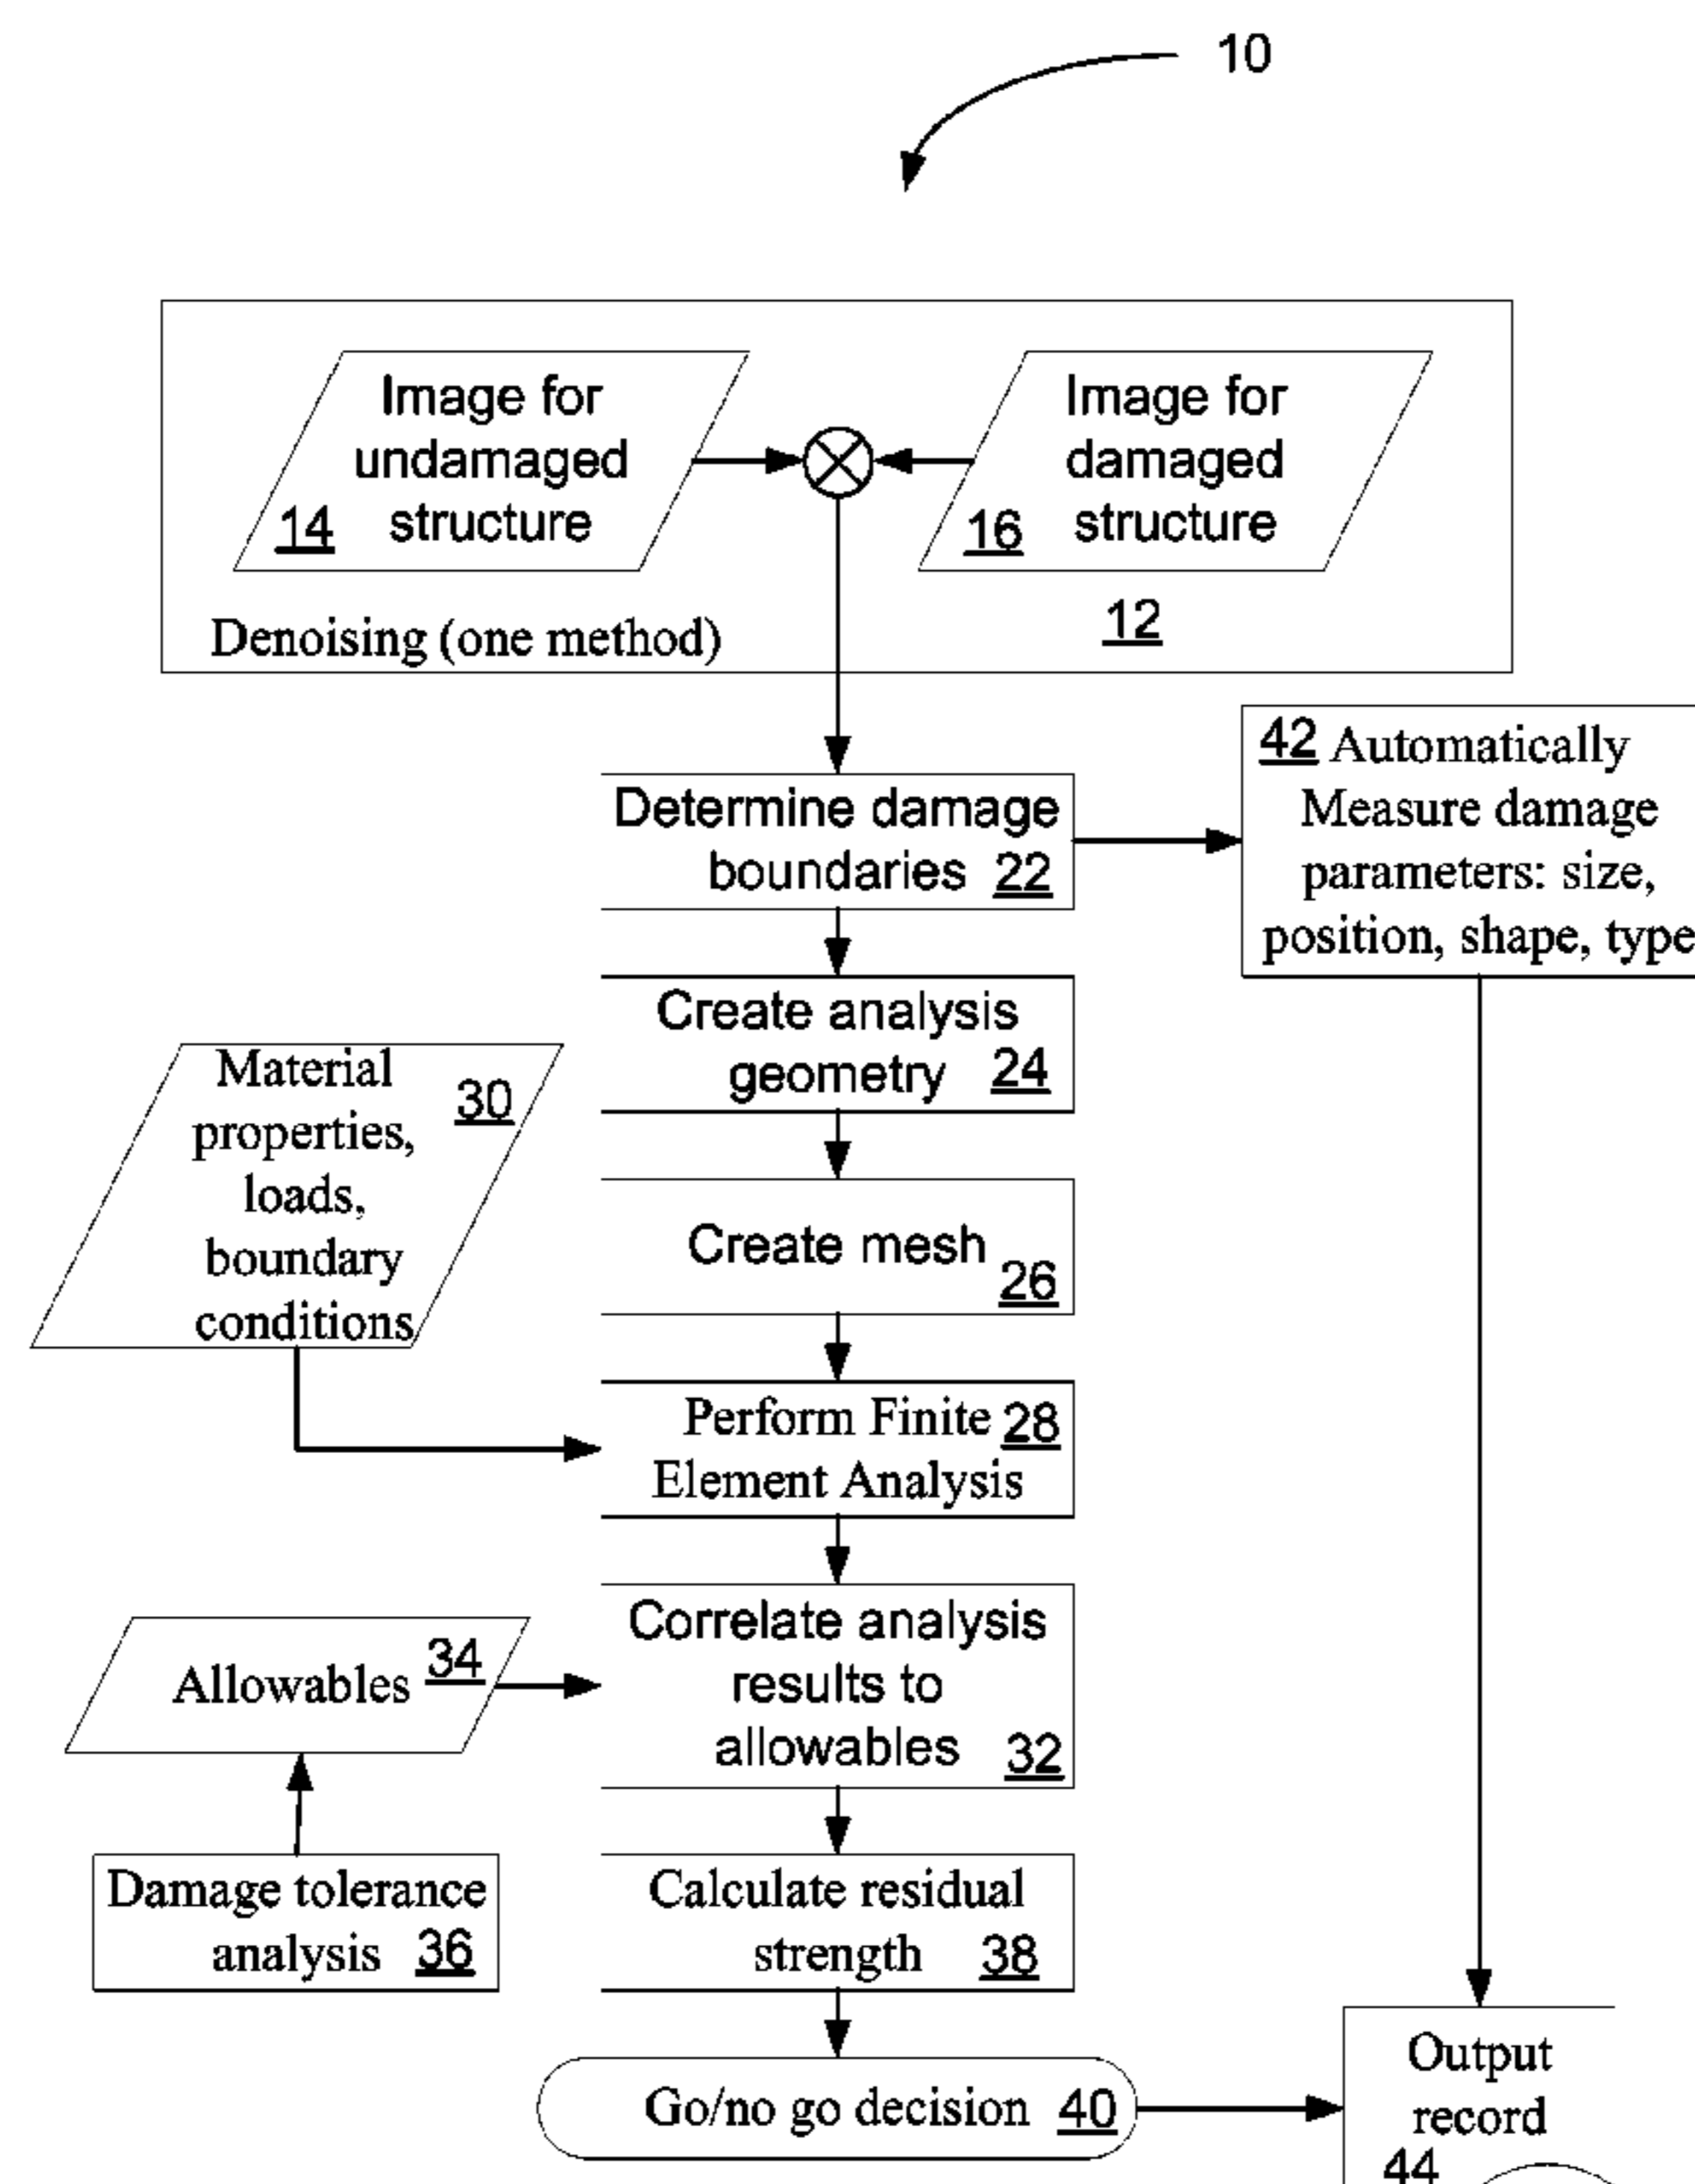 10
Image for
undamaged
structure
14
Image for
damaged
structure
16
12
Denoising (one method)
Determine damage
boundaries 22
42 Automatically
Measure damage
parameters: size,
position, shape, type
Create analysis
geometry 24
Material
properties,
loads,
boundary
conditions
30
Create mesh
26
Perform Finite 28
Element Analysis
Correlate analysis
results to
allowables 32
Allowables 34
Damage tolerance
analysis 36
Calculate residual
strength 38
Go/no go decision 40
Output
record
44